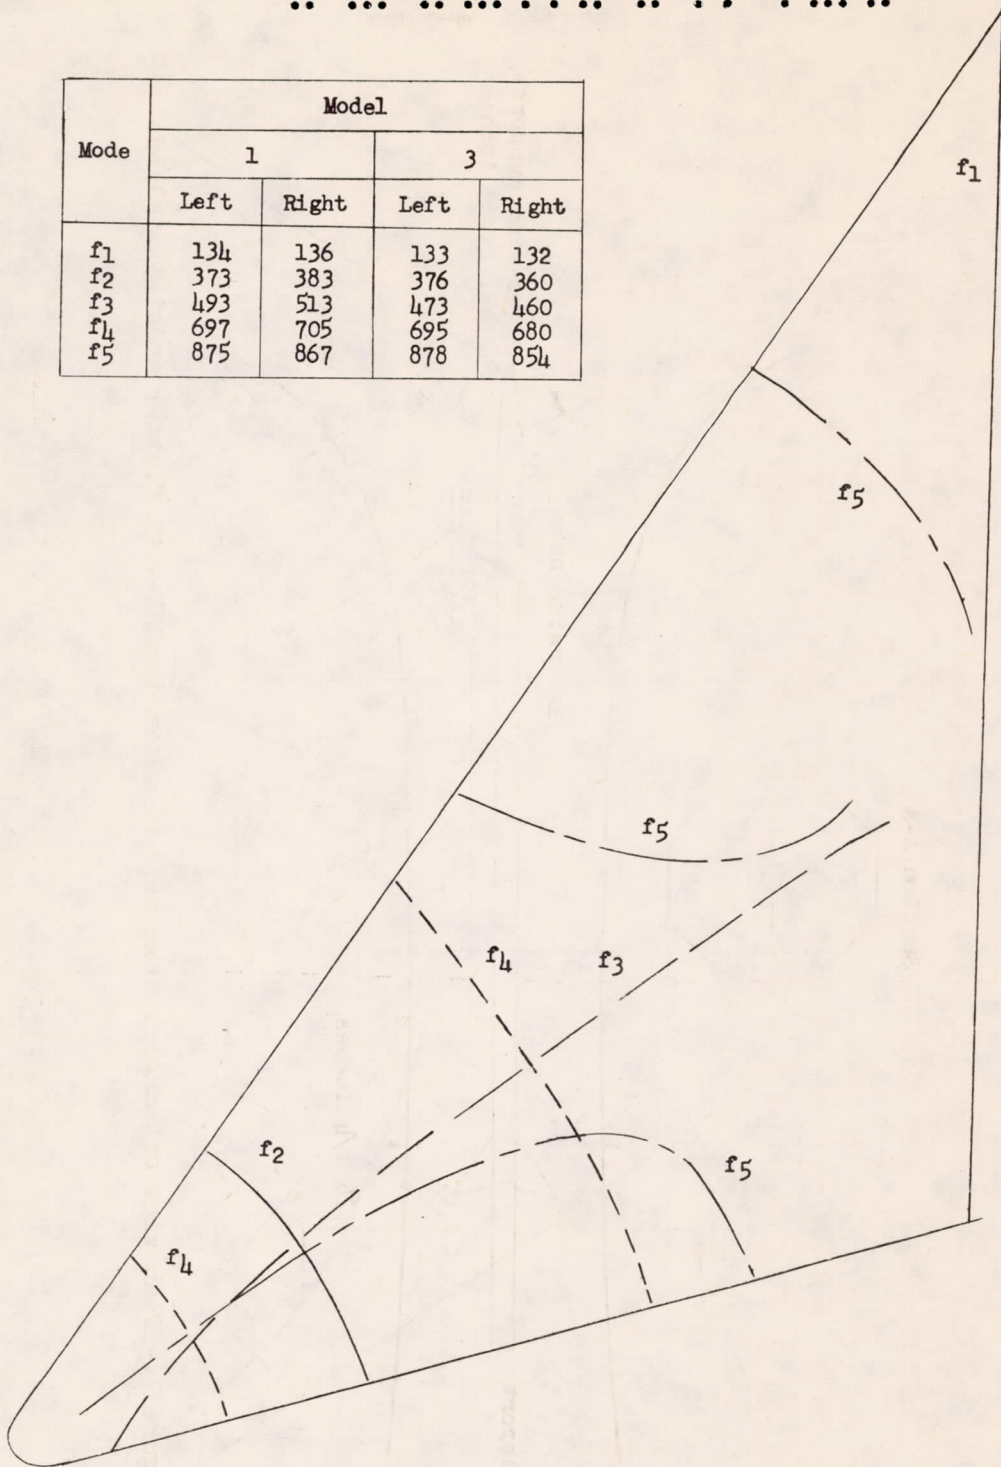 Model
Mode
1 3
Left Right Left Right
f1 134 136 133 132
f2 373 383 376 360
f3 493 513 473 460
f4 697 705 695 680
f5 875 867 878 854
f1
f5
f5
f4 f3
f2
f5
f4